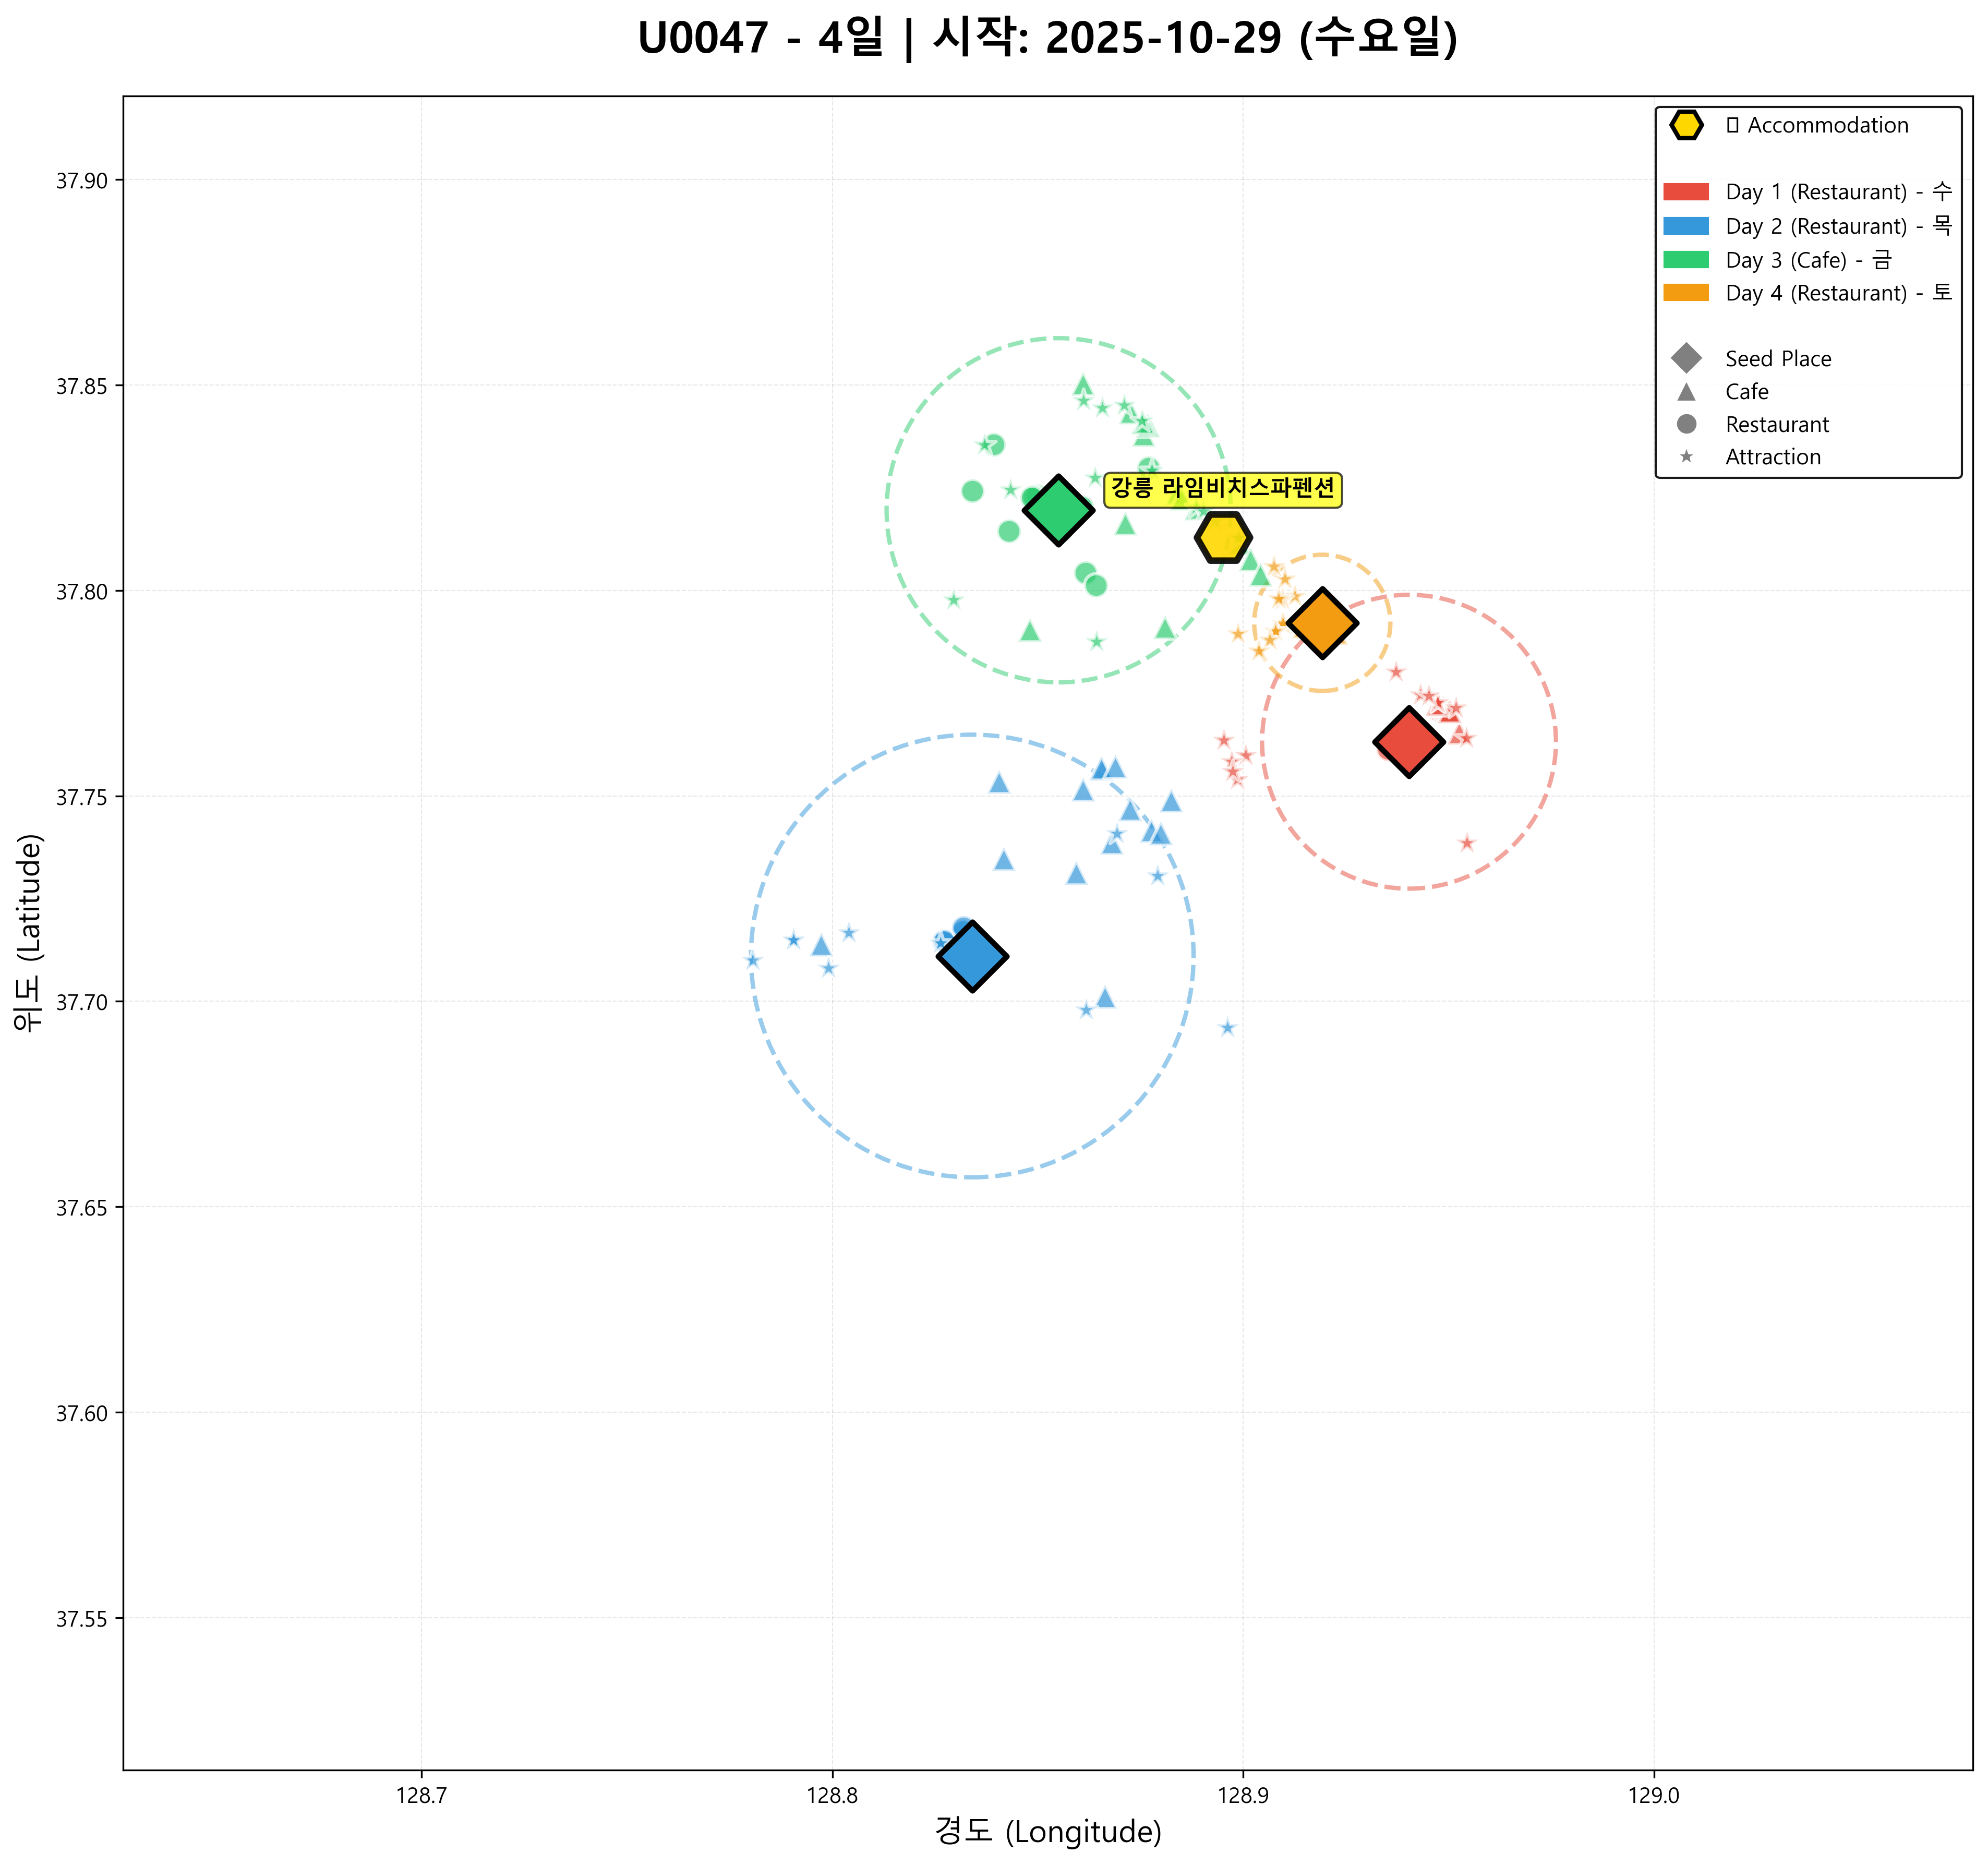 U0047 - 4일 | 시작: 2025-10-29 (수요일)
Accommodation
Day 1 (Restaurant) - 수
Day 2 (Restaurant) - 목
Day 3 (Cafe) - 금
Day 4 (Restaurant) - 토
Seed Place
Cafe
Restaurant
Attraction
강릉 라임비치스파펜션
37.90
37.85
37.80
37.75
37.70
37.65
37.60
37.55
위도 (Latitude)
128.7
128.8
128.9
129.0
경도 (Longitude)